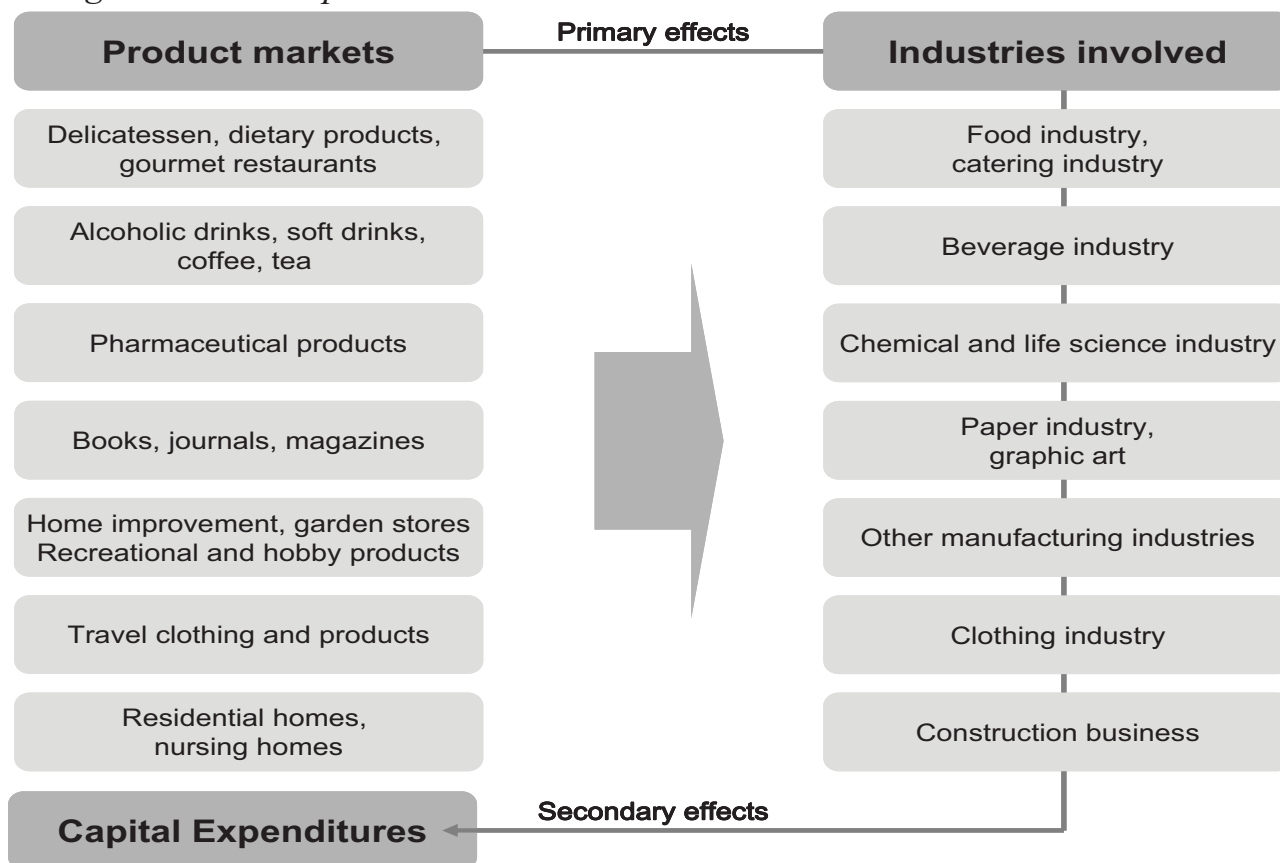 Product markets
Primary effects
Industries involved
Delicatessen, dietary products,
gourmet restaurants
Food industry,
catering industry
Alcoholic drinks, soft drinks,
coffee, tea
Beverage industry
Pharmaceutical products
Chemical and life science industry
Books, journals, magazines
Paper industry,
graphic art
Home improvement, garden stores
Recreational and hobby products
Other manufacturing industries
Travel clothing and products
Clothing industry
Residential homes,
nursing homes
Construction business
Capital Expenditures
Secondary effects